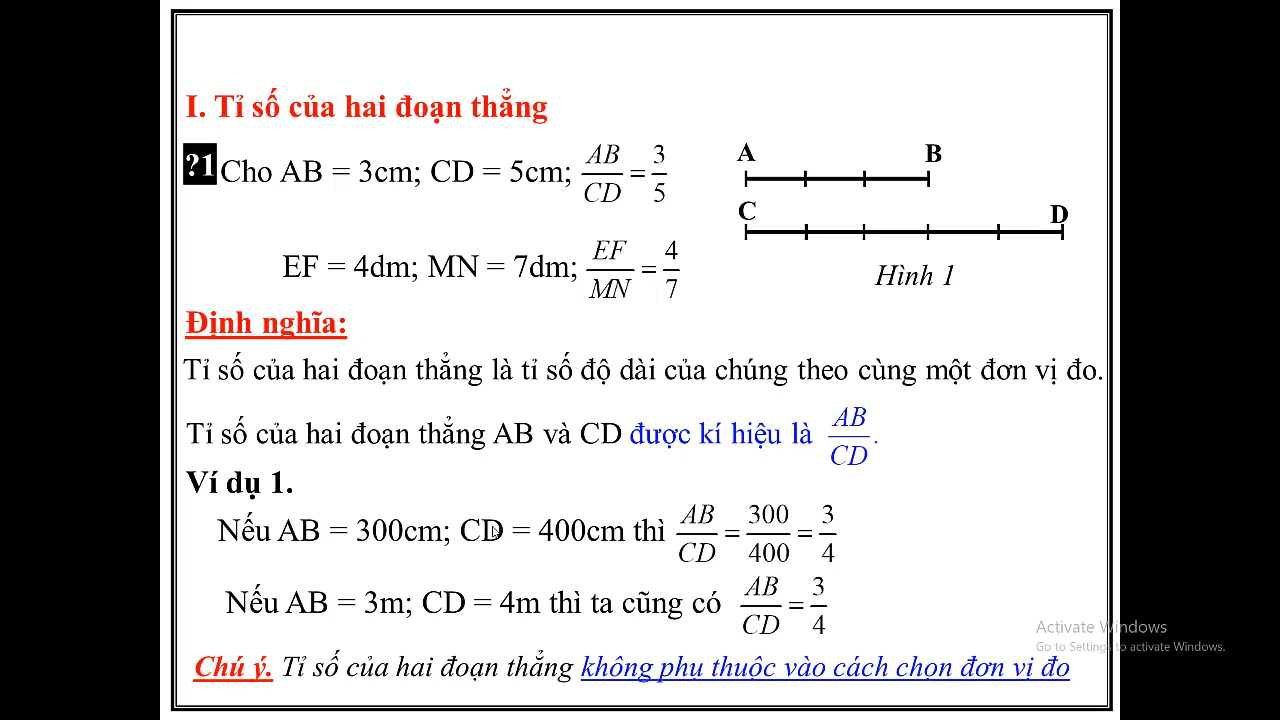 I. Tỉ số của hai đoạn thẳng
?1 Cho AB = 3cm; CD = 5cm; AB/CD = 3/5
A B
C D
EF = 4dm; MN = 7dm; EF/MN = 4/7
Hình 1
Định nghĩa:
Tỉ số của hai đoạn thẳng là tỉ số độ dài của chúng theo cùng một đơn vị đo.
Tỉ số của hai đoạn thẳng AB và CD được kí hiệu là AB/CD.
Ví dụ 1.
Nếu AB = 300cm; CD = 400cm thì AB/CD = 300/400 = 3/4
Nếu AB = 3m; CD = 4m thì ta cũng có AB/CD = 3/4
Activate Windows
Go to Settings to activate Windows.
Chú ý. Tỉ số của hai đoạn thẳng không phụ thuộc vào cách chọn đơn vị đo